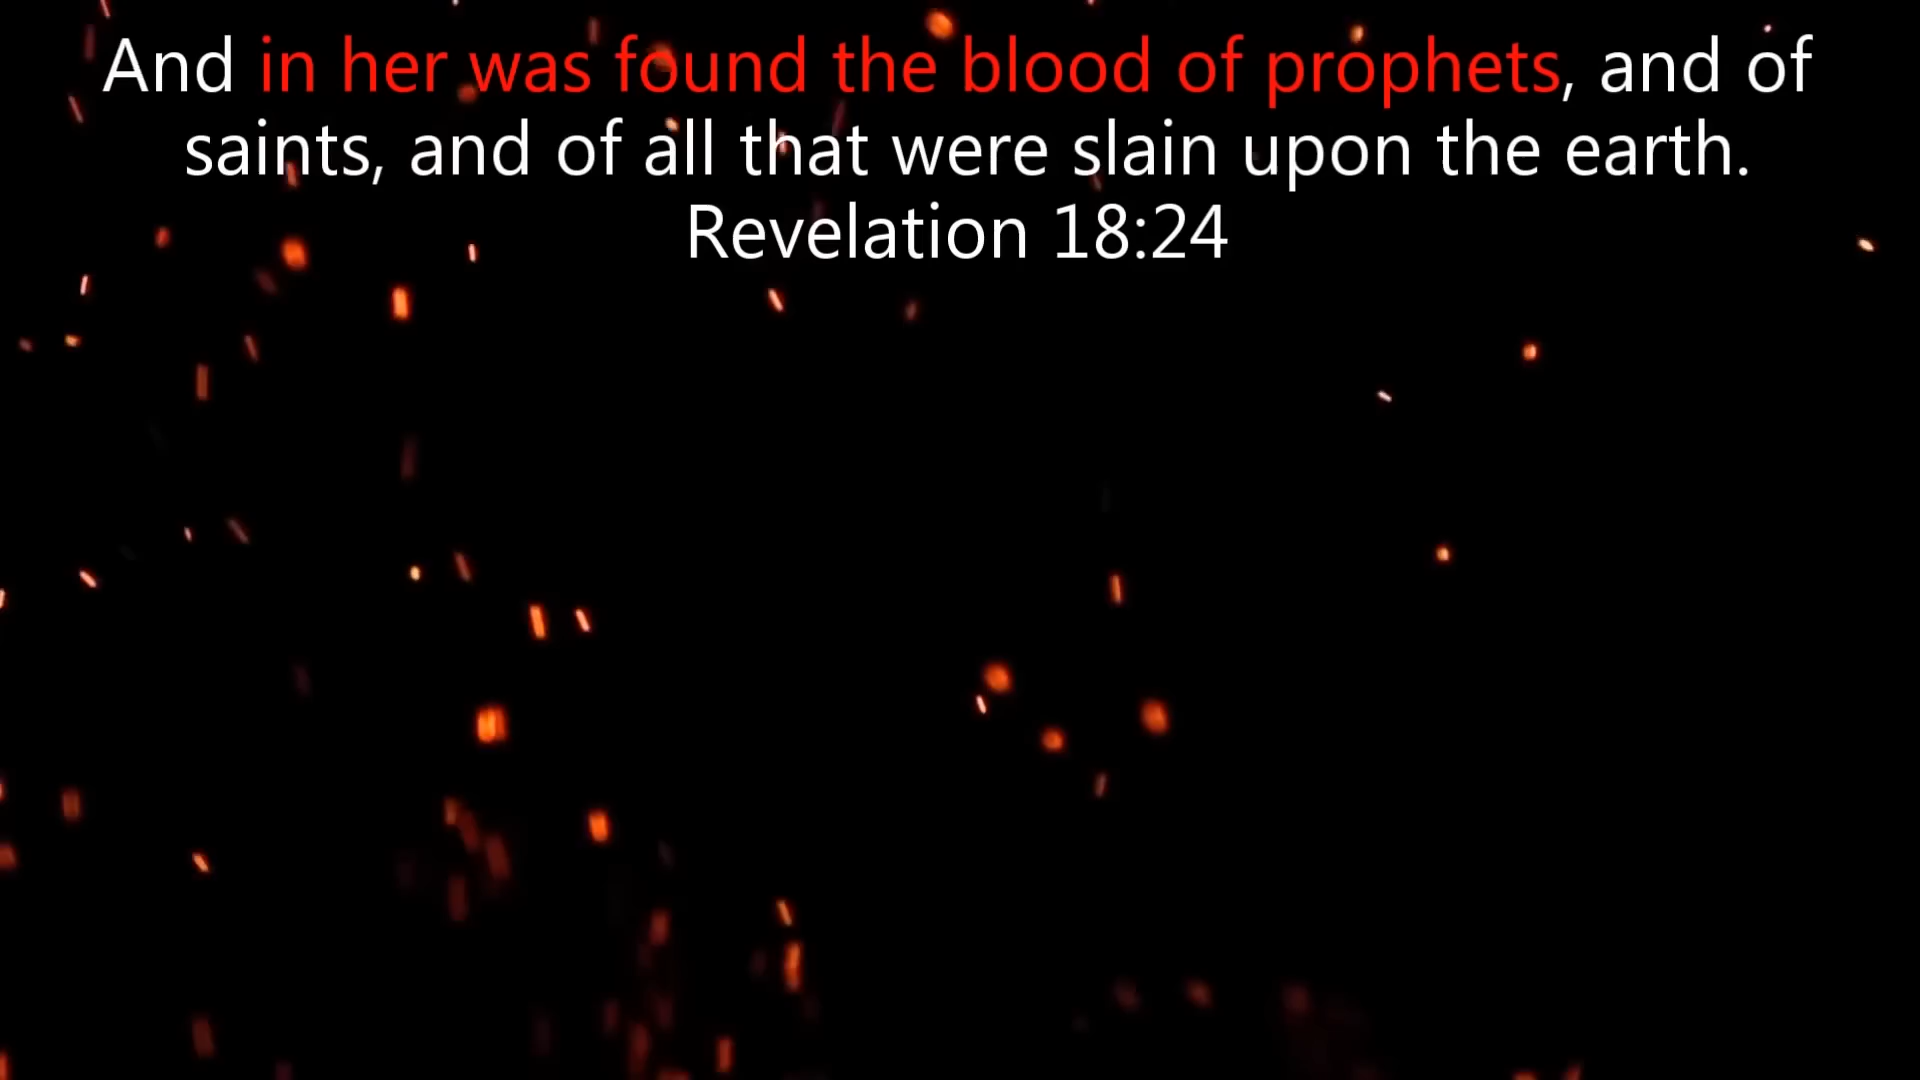 And in her was found the blood of prophets, and of
saints, and of all that were slain upon the earth.
Revelation 18:24